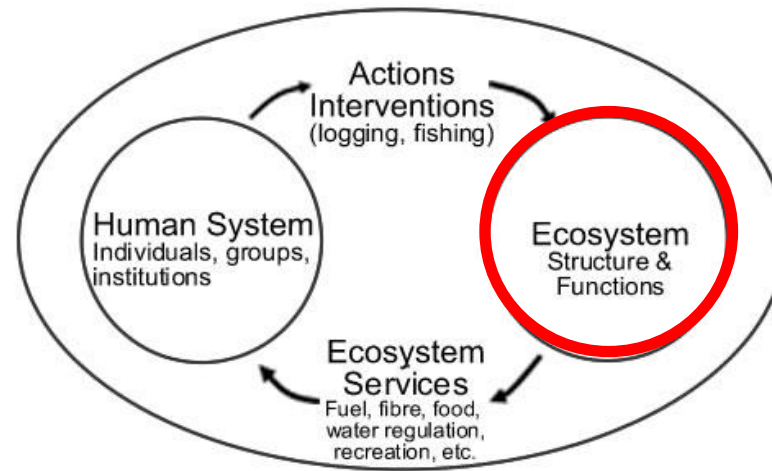 Actions
Interventions
(logging, fishing)
Human System
Individuals, groups,
institutions
Ecosystem
Structure &
Functions
Ecosystem
Services
Fuel, fibre, food,
water regulation,
recreation, etc.